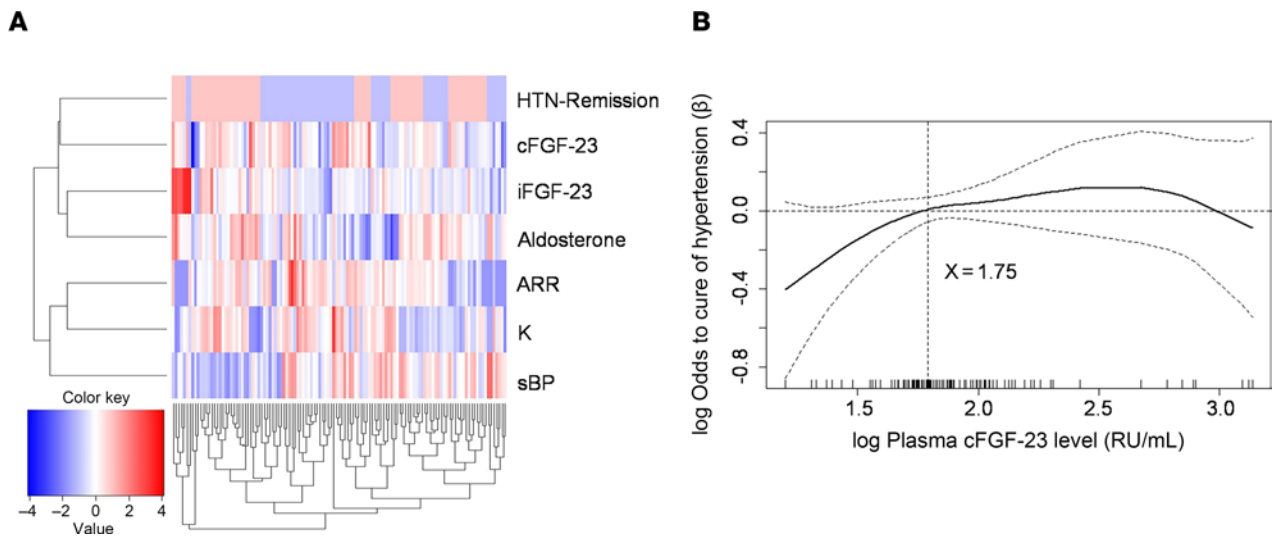 A
HTN-Remission
cFGF-23
iFGF-23
Aldosterone
ARR
K
sBP
Color key
−4 −2 0 2 4
Value
B
log Odds to cure of hypertension (β)
0.4
0.0
-0.4
-0.8
X = 1.75
1.5 2.0 2.5 3.0
log Plasma cFGF-23 level (RU/mL)